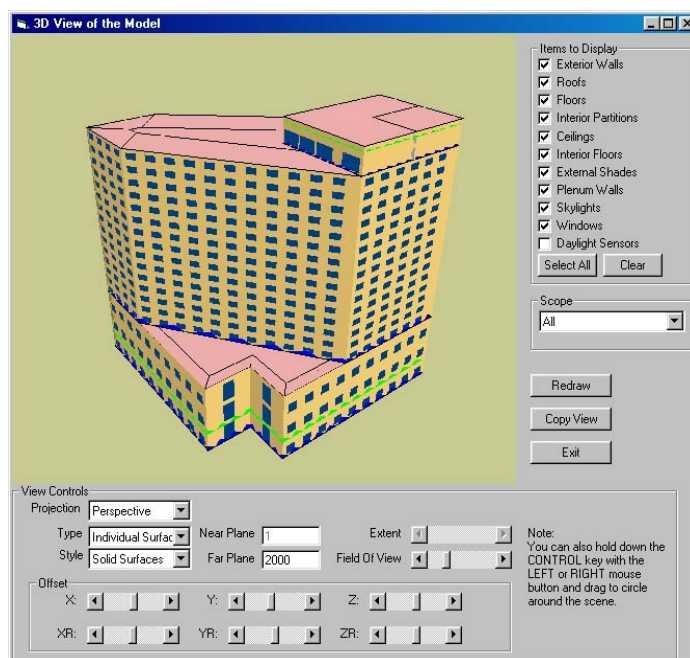 3D View of the Model
Items to Display
Exterior Walls
Roofs
Floors
Interior Partitions
Ceilings
Interior Floors
External Shades
Plenum Walls
Skylights
Windows
Daylight Sensors
Select All Clear
Scope
All
Redraw
Copy View
Exit
View Controls
Projection Perspective
Type Individual Surfac Near Plane 1 Extent
Style Solid Surfaces Far Plane 2000 Field Of View
Note:
You can also hold down the
CONTROL key with the
LEFT or RIGHT mouse
button and drag to circle
around the scene.
Offset
X: Y: Z:
XR: YR: ZR: